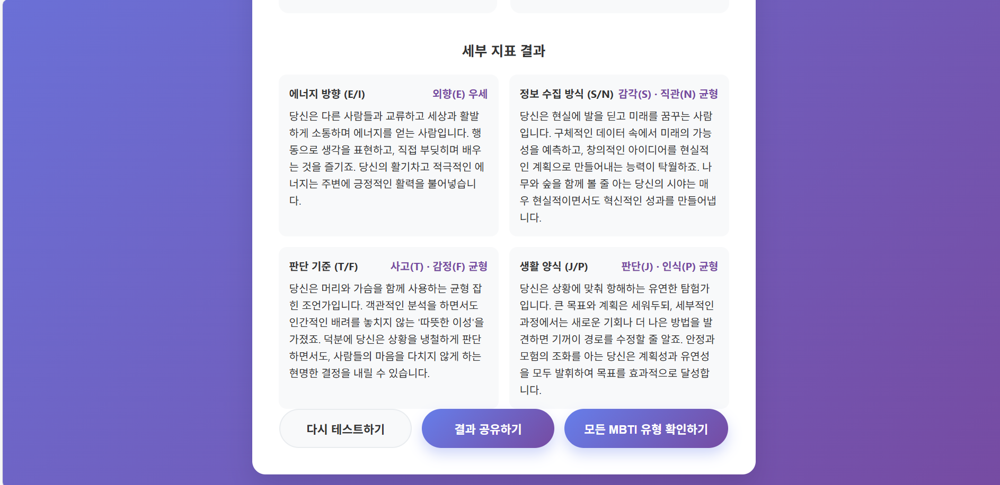 세부 지표 결과
에너지 방향 (E/I) 외향(E) 우세
당신은 다른 사람들과 교류하고 세상과 활발
하게 소통하며 에너지를 얻는 사람입니다. 행
동으로 생각을 표현하고, 직접 부딪히며 배우
는 것을 즐기죠. 당신의 활기차고 적극적인 에
너지는 주변에 긍정적인 활력을 불어넣습니
다.
정보 수집 방식 (S/N) 감각(S) · 직관(N) 균형
당신은 현실에 발을 딛고 미래를 꿈꾸는 사람
입니다. 구체적인 데이터 속에서 미래의 가능
성을 예측하고, 창의적인 아이디어를 현실적
인 계획으로 만들어내는 능력이 탁월하죠. 나
무와 숲을 함께 볼 줄 아는 당신의 시야는 매
우 현실적이면서도 혁신적인 성과를 만들어냅
니다.
판단 기준 (T/F) 사고(T) · 감정(F) 균형
당신은 머리와 가슴을 함께 사용하는 균형 잡
힌 조언가입니다. 객관적인 분석을 하면서도
인간적인 배려를 놓치지 않는 '따뜻한 이성'을
가졌죠. 덕분에 당신은 상황을 냉철하게 판단
하면서도, 사람들의 마음을 다치지 않게 하는
현명한 결정을 내릴 수 있습니다.
생활 양식 (J/P) 판단(J) · 인식(P) 균형
당신은 상황에 맞춰 항해하는 유연한 탐험가
입니다. 큰 목표와 계획은 세워두되, 세부적인
과정에서는 새로운 기회나 더 나은 방법을 발
견하면 기꺼이 경로를 수정할 줄 알죠. 안정과
모험의 조화를 아는 당신은 계획성과 유연성
을 모두 발휘하여 목표를 효과적으로 달성합
니다.
다시 테스트하기
결과 공유하기
모든 MBTI 유형 확인하기